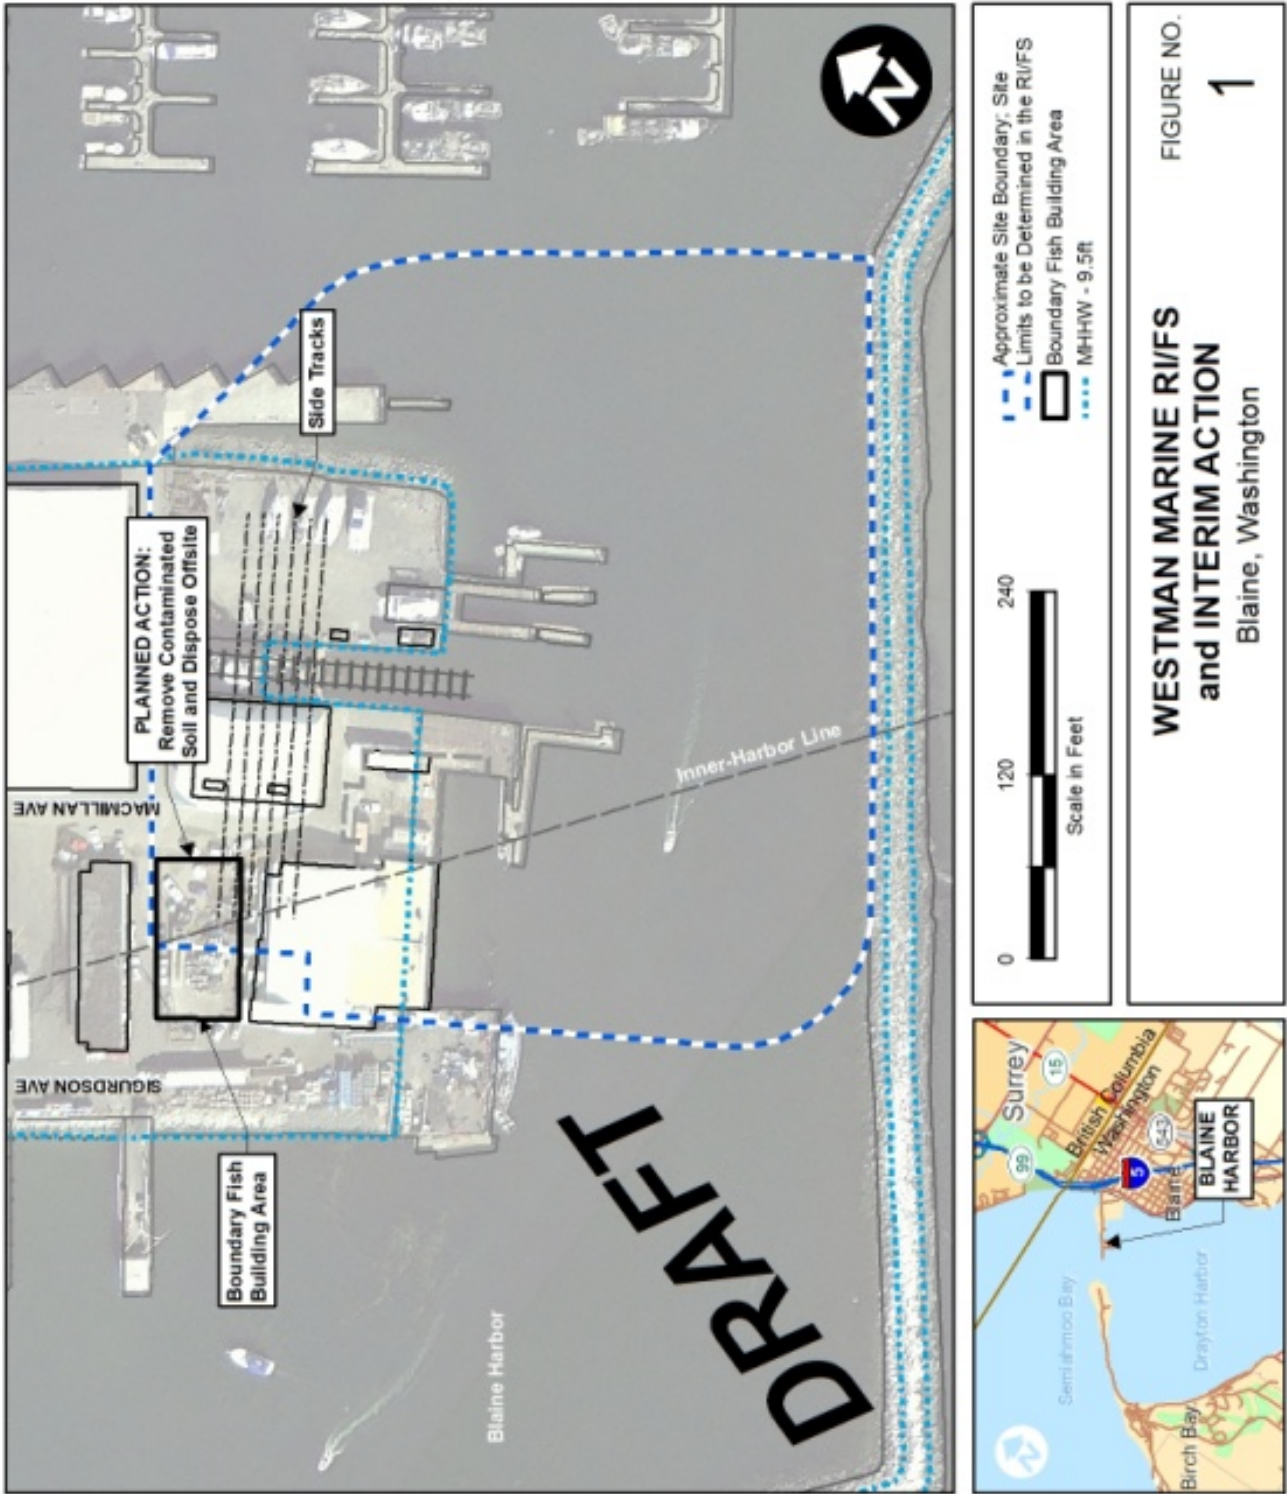 Side Tracks
PLANNED ACTION:
Remove Contaminated
Soil and Dispose Offsite
MACMILLAN AVE
SIGURDSON AVE
Boundary Fish
Building Area
Inner-Harbor Line
Blaine Harbor
DRAFT
N
Approximate Site Boundary; Site
Limits to be Determined in the RI/FS
Boundary Fish Building Area
MHHW - 9.5ft
0
120
240
Scale in Feet
WESTMAN MARINE RI/FS
and INTERIM ACTION
Blaine, Washington
FIGURE NO.
1
N
Surrey
99
15
British Columbia
Washington
543
5
Blaine
BLAINE
HARBOR
Semiahmoo Bay
Drayton Harbor
Birch Bay